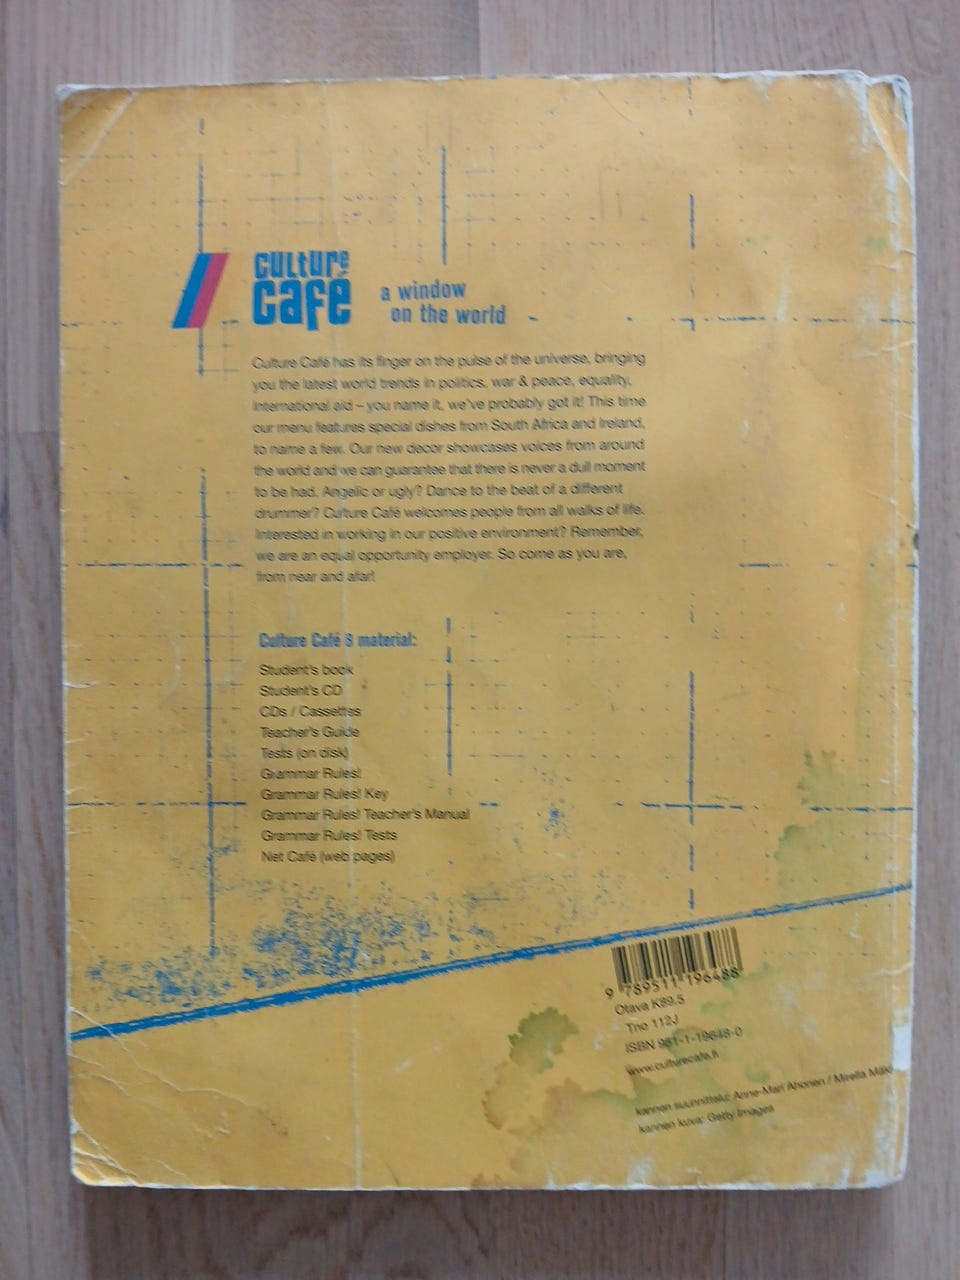 culture
café
a window
on the world
Culture Café has its finger on the pulse of the universe, bringing
you the latest world trends in politics, war & peace, equality,
international aid – you name it, we've probably got it! This time
our menu features special dishes from South Africa and Ireland,
to name a few. Our new decor showcases voices from around
the world and we can guarantee that there is never a dull moment
to be had. Angelic or ugly? Dance to the beat of a different
drummer? Culture Café welcomes people from all walks of life.
Interested in working in our positive environment? Remember,
we are an equal opportunity employer. So come as you are,
from near and afar!
Culture Café 8 material:
Student's book
Student's CD
CDs / Cassettes
Teacher's Guide
Tests (on disk)
Grammar Rules!
Grammar Rules! Key
Grammar Rules! Teacher's Manual
Grammar Rules! Tests
Net Café (web pages)
9 789511 196488
Otava K89.5
Tno 112J
ISBN 951-1-19648-0
www.culturecafe.fi
kannen suunnittelu: Anne-Mari Ahonen / Mirella Mäki
kannen kuva: Getty Images